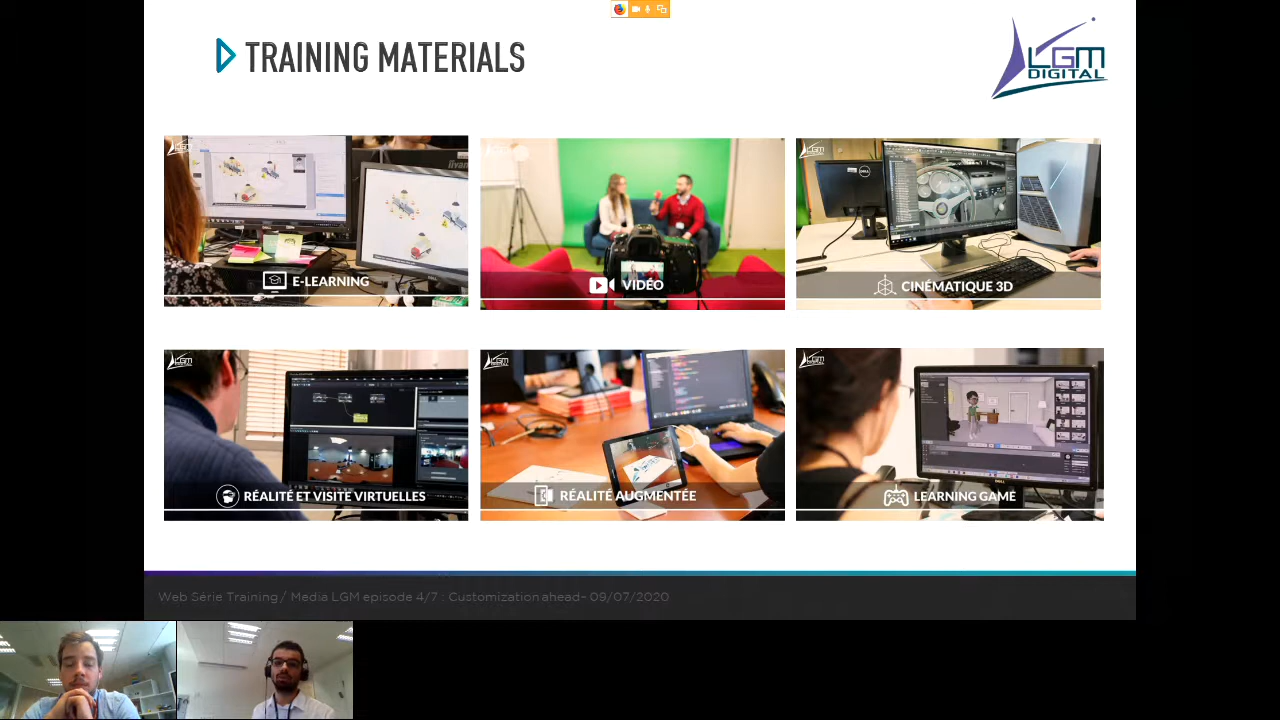 TRAINING MATERIALS
LGM
DIGITAL
E-LEARNING
VIDÉO
CINÉMATIQUE 3D
RÉALITÉ ET VISITE VIRTUELLES
RÉALITÉ AUGMENTÉE
LEARNING GAME
Web Série Training / Media LGM episode 4/7 : Customization ahead– 09/07/2020